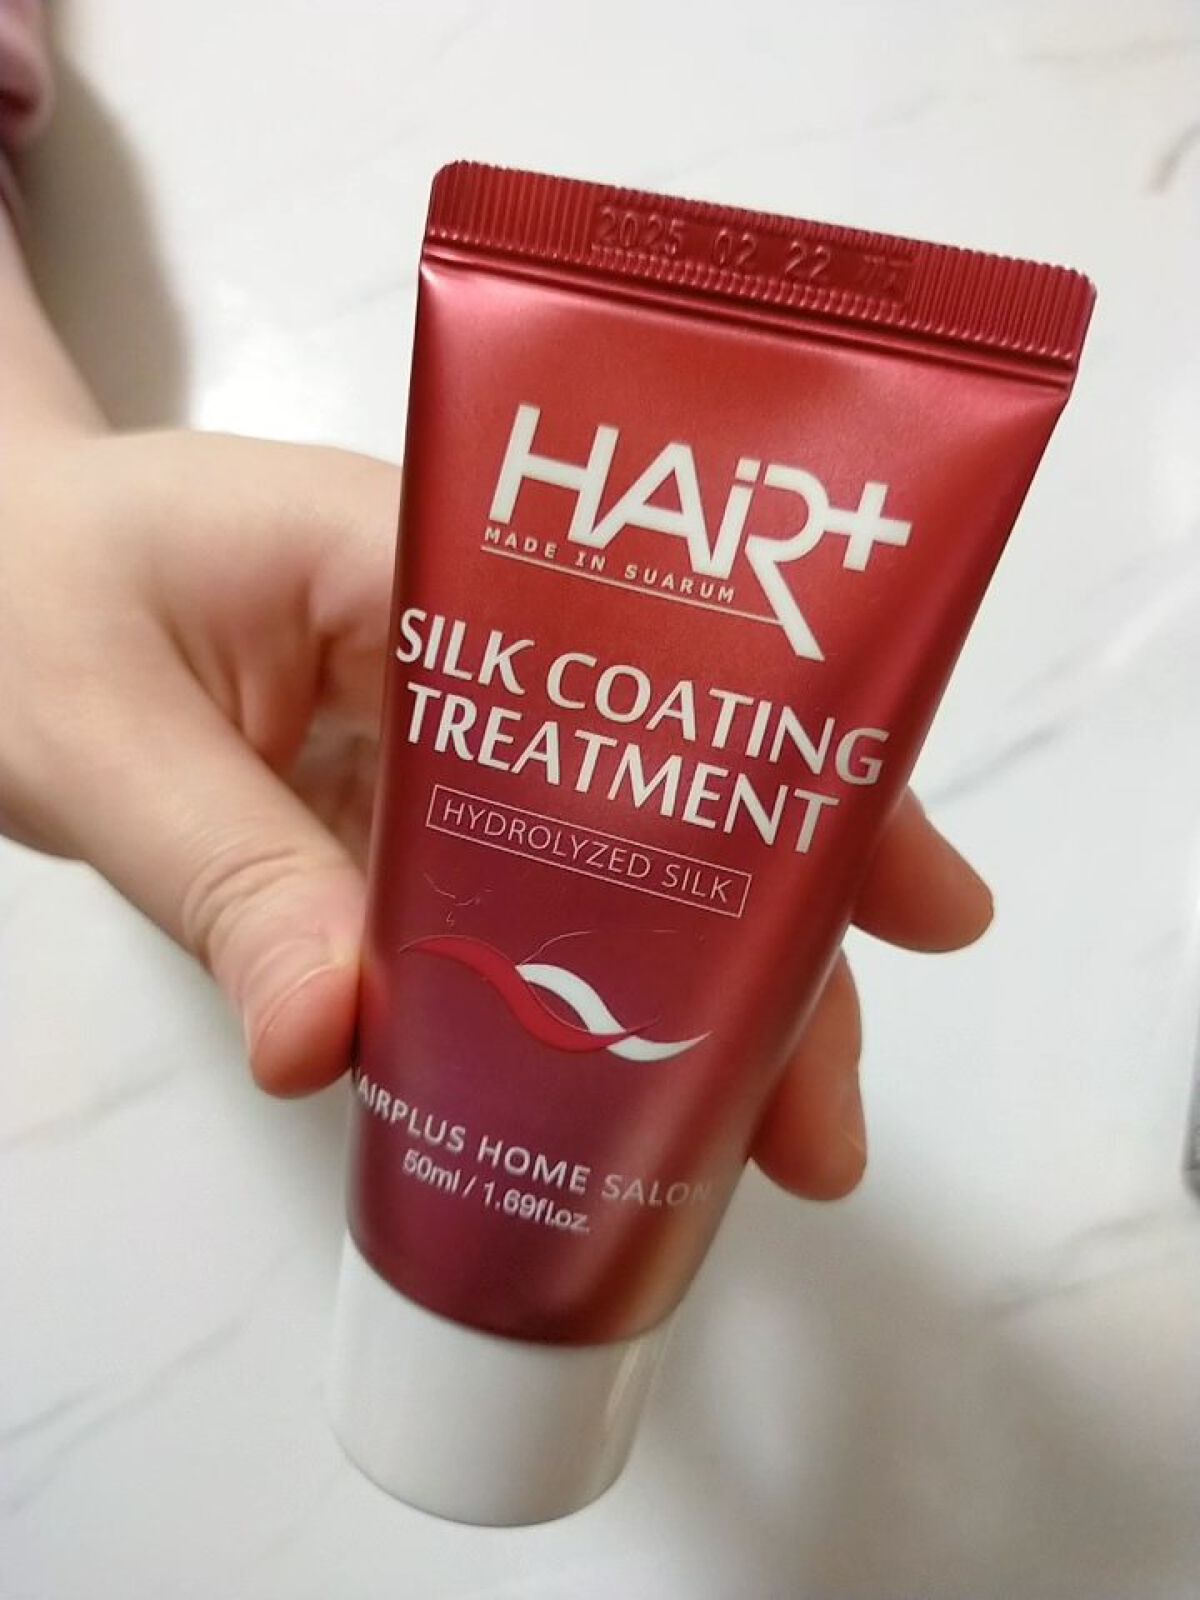 2025 02 22
HAiR+
MADE IN SUARUM
SILK COATING
TREATMENT
HYDROLYZED SILK
AIRPLUS HOME SALON
50ml / 1.69fl.oz.